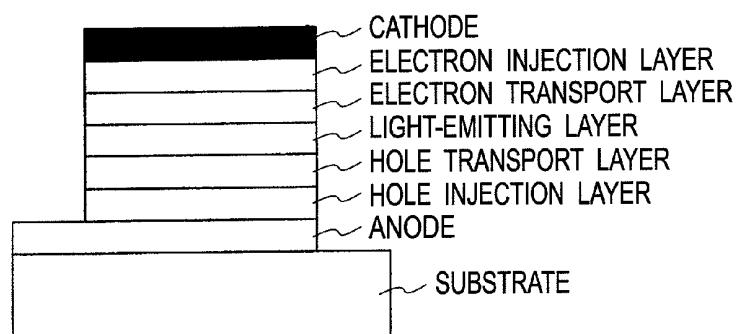 CATHODE
ELECTRON INJECTION LAYER
ELECTRON TRANSPORT LAYER
LIGHT-EMITTING LAYER
HOLE TRANSPORT LAYER
HOLE INJECTION LAYER
ANODE
SUBSTRATE